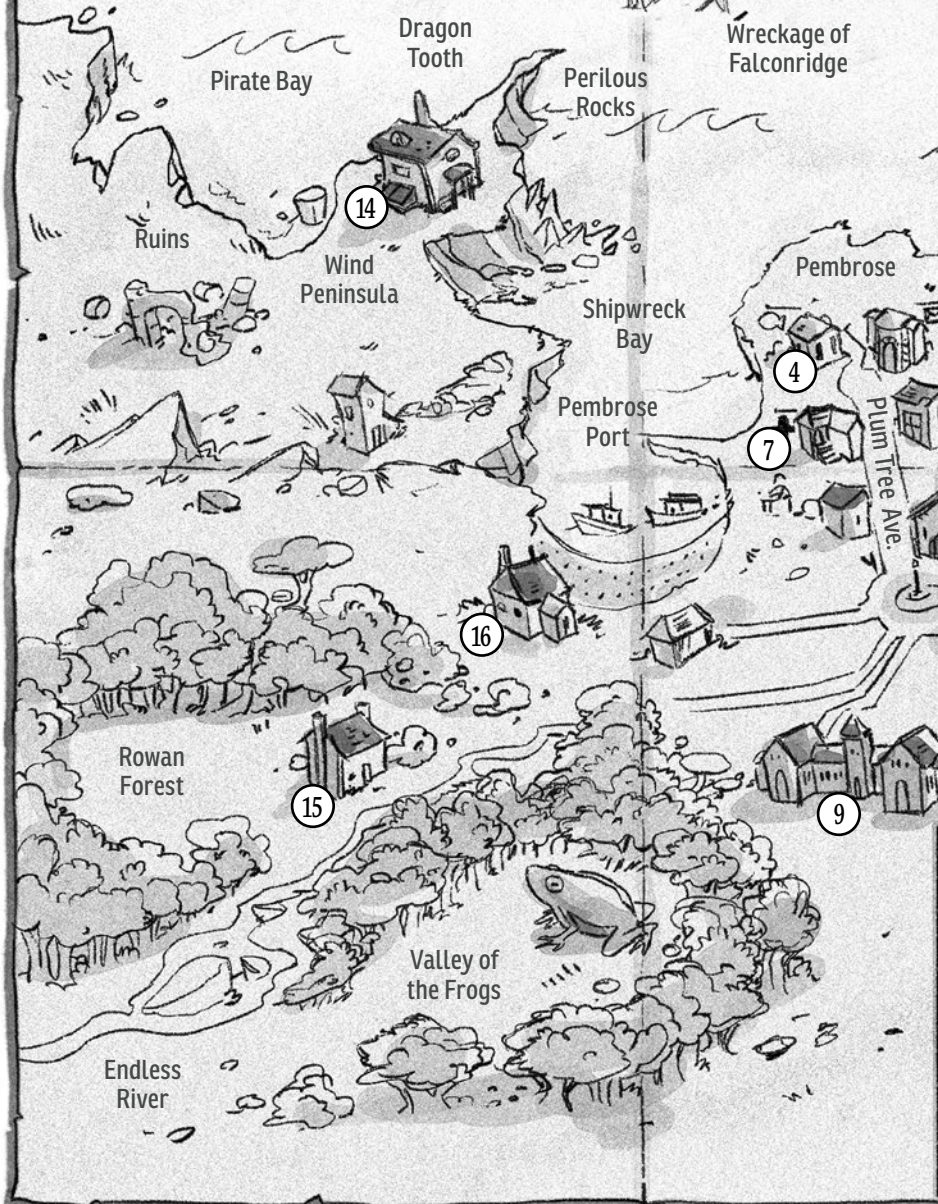 Dragon
Tooth
Wreckage of
Falconridge
Pirate Bay
Perilous
Rocks
14
Ruins
Wind
Peninsula
Pembrose
Shipwreck
Bay
4
Pembrose
Port
7
Plum Tree Ave.
16
Rowan
Forest
15
9
Valley of
the Frogs
Endless
River